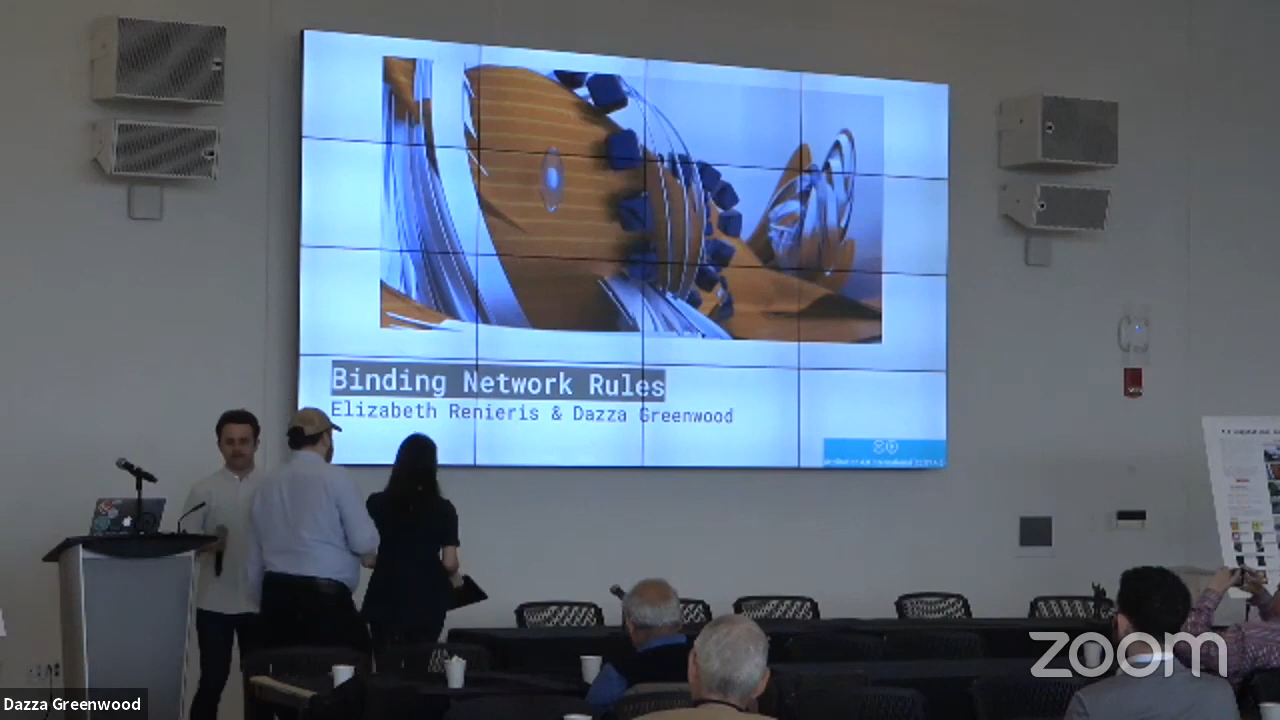 Binding Network Rules
Elizabeth Renieris & Dazza Greenwood
zoom
Dazza Greenwood